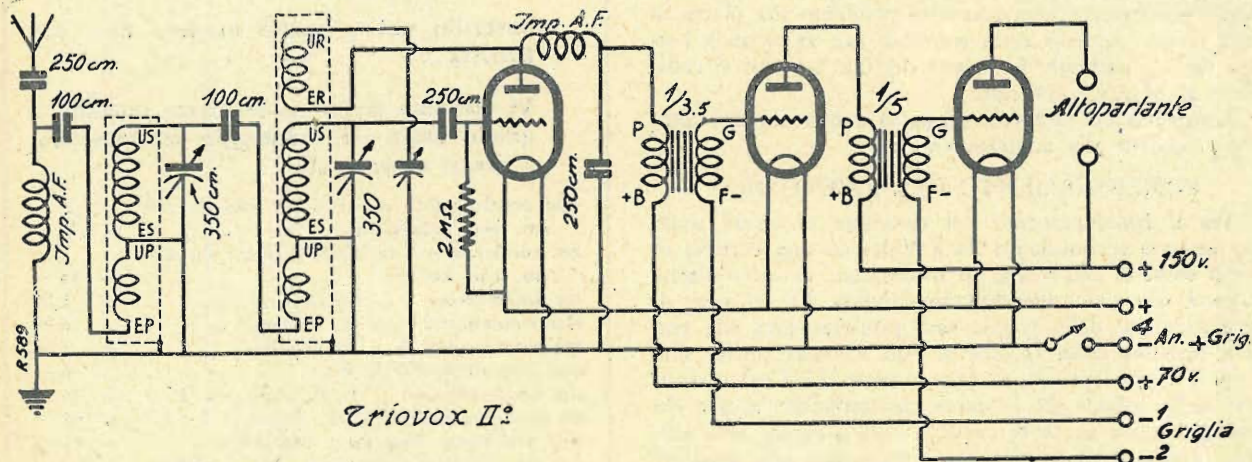 250 cm.
100 cm.
Imp. A.F.
R 589
US
ES
UP
EP
350 cm.
100 cm.
UR
ER
US
ES
UP
EP
350
250 cm.
2 MΩ
Imp. A.F.
250 cm.
1/3.5
P
G
+B
F-
1/5
P
G
+B
F-
Altoparlante
+ 150 v.
+
4
- An. + Grig.
+ 70 v.
- 1
Griglia
- 2
Triovox IIº